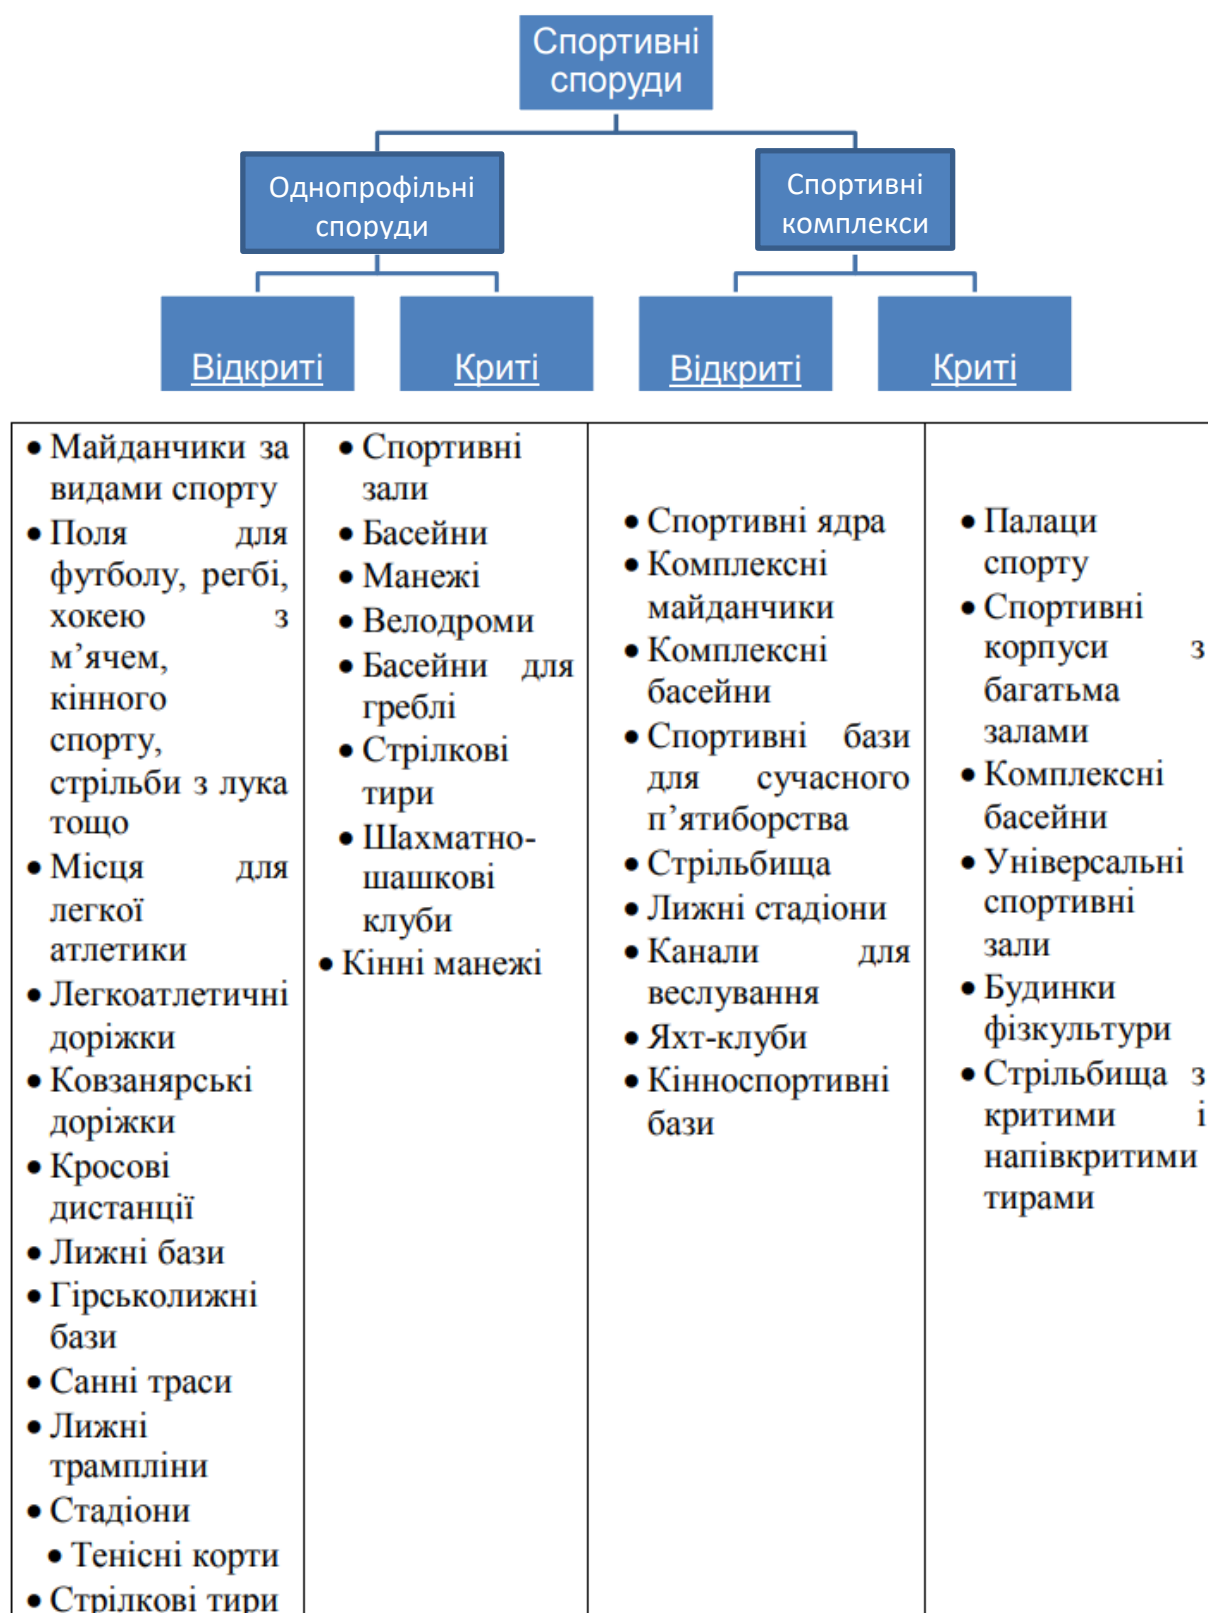 Спортивні
споруди
Однопрофільні
споруди
Спортивні
комплекси
Відкриті
Криті
Відкриті
Криті
• Майданчики за
видами спорту
• Поля для
футболу, регбі,
хокею з
м’ячем,
кінного
спорту,
стрільби з лука
тощо
• Місця для
легкої
атлетики
• Легкоатлетичні
доріжки
• Ковзанярські
доріжки
• Кросові
дистанції
• Лижні бази
• Гірськолижні
бази
• Санні траси
• Лижні
трампліни
• Стадіони
• Тенісні корти
• Стрілкові тири
• Спортивні
зали
• Басейни
• Манежі
• Велодроми
• Басейни для
греблі
• Стрілкові
тири
• Шахматно-
шашкові
клуби
• Кінні манежі
• Спортивні ядра
• Комплексні
майданчики
• Комплексні
басейни
• Спортивні бази
для сучасного
п’ятиборства
• Стрільбища
• Лижні стадіони
• Канали для
веслування
• Яхт-клуби
• Кінноспортивні
бази
• Палаци
спорту
• Спортивні
корпуси з
багатьма
залами
• Комплексні
басейни
• Універсальні
спортивні
зали
• Будинки
фізкультури
• Стрільбища з
критими і
напівкритими
тирами